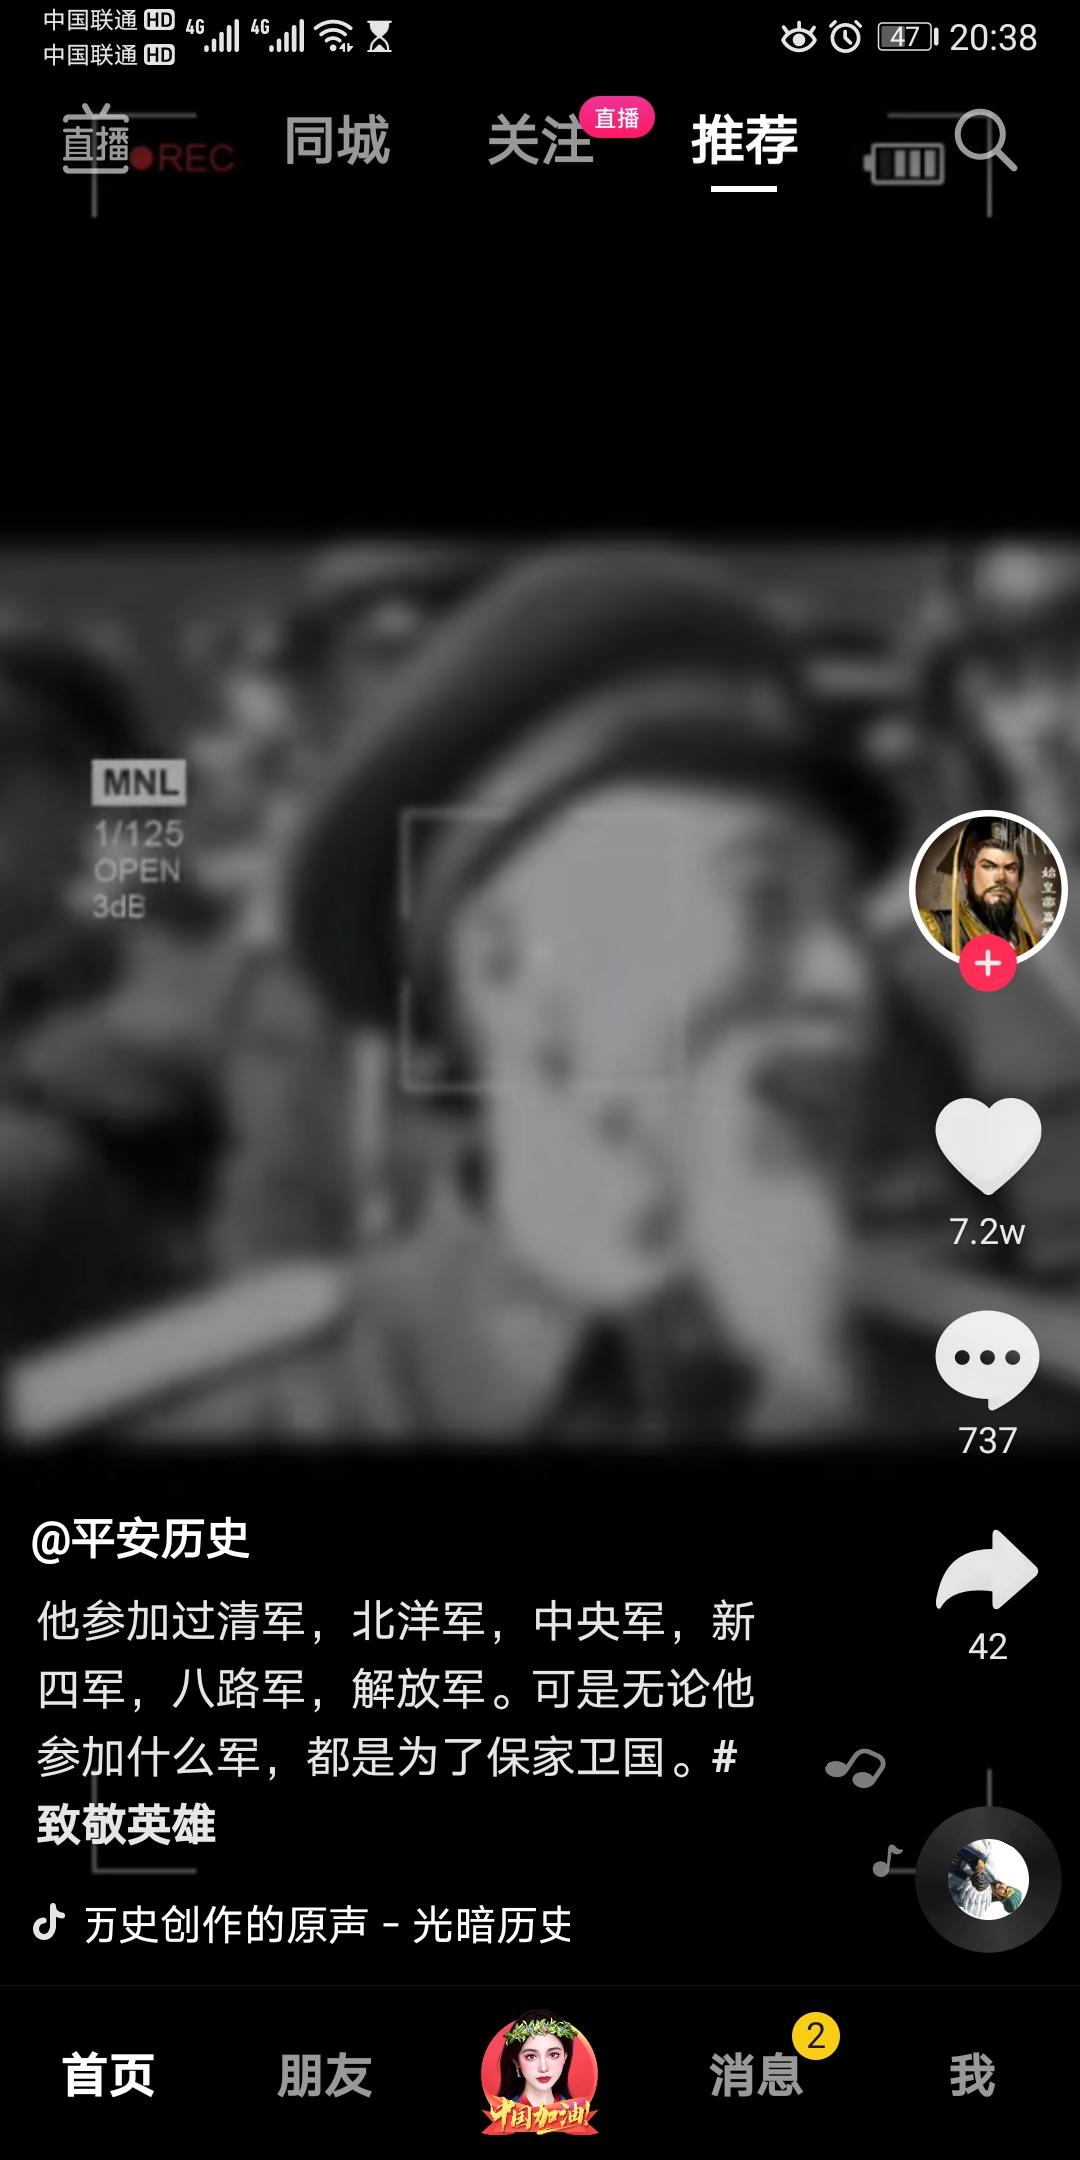 中国联通 HD 4G 4G 47 20:38
中国联通 HD
直播 同城 关注 直播 推荐
REC
MNL
1/125
OPEN
3dB
始皇帝嬴
7.2w
737
@平安历史
他参加过清军，北洋军，中央军，新
四军，八路军，解放军。可是无论他
参加什么军，都是为了保家卫国。#
致敬英雄
42
历史创作的原声 - 光暗历史
中国加油!
首页 朋友 消息 2 我